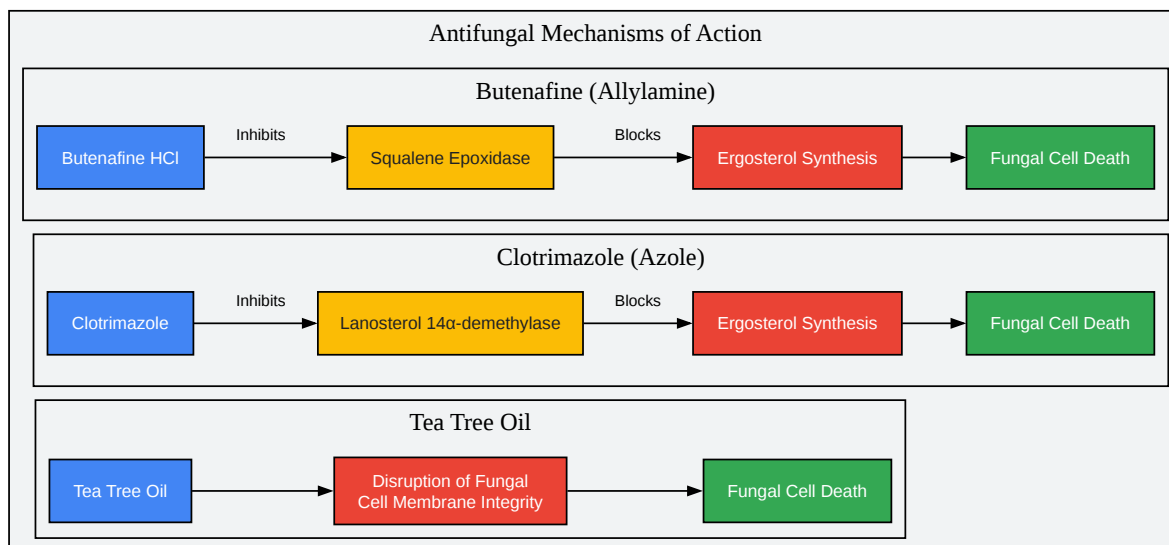 Antifungal Mechanisms of Action
Butenafine (Allylamine)
Butenafine HCl
Inhibits
Squalene Epoxidase
Blocks
Ergosterol Synthesis
Fungal Cell Death
Clotrimazole (Azole)
Clotrimazole
Inhibits
Lanosterol 14α-demethylase
Blocks
Ergosterol Synthesis
Fungal Cell Death
Tea Tree Oil
Tea Tree Oil
Disruption of Fungal
Cell Membrane Integrity
Fungal Cell Death